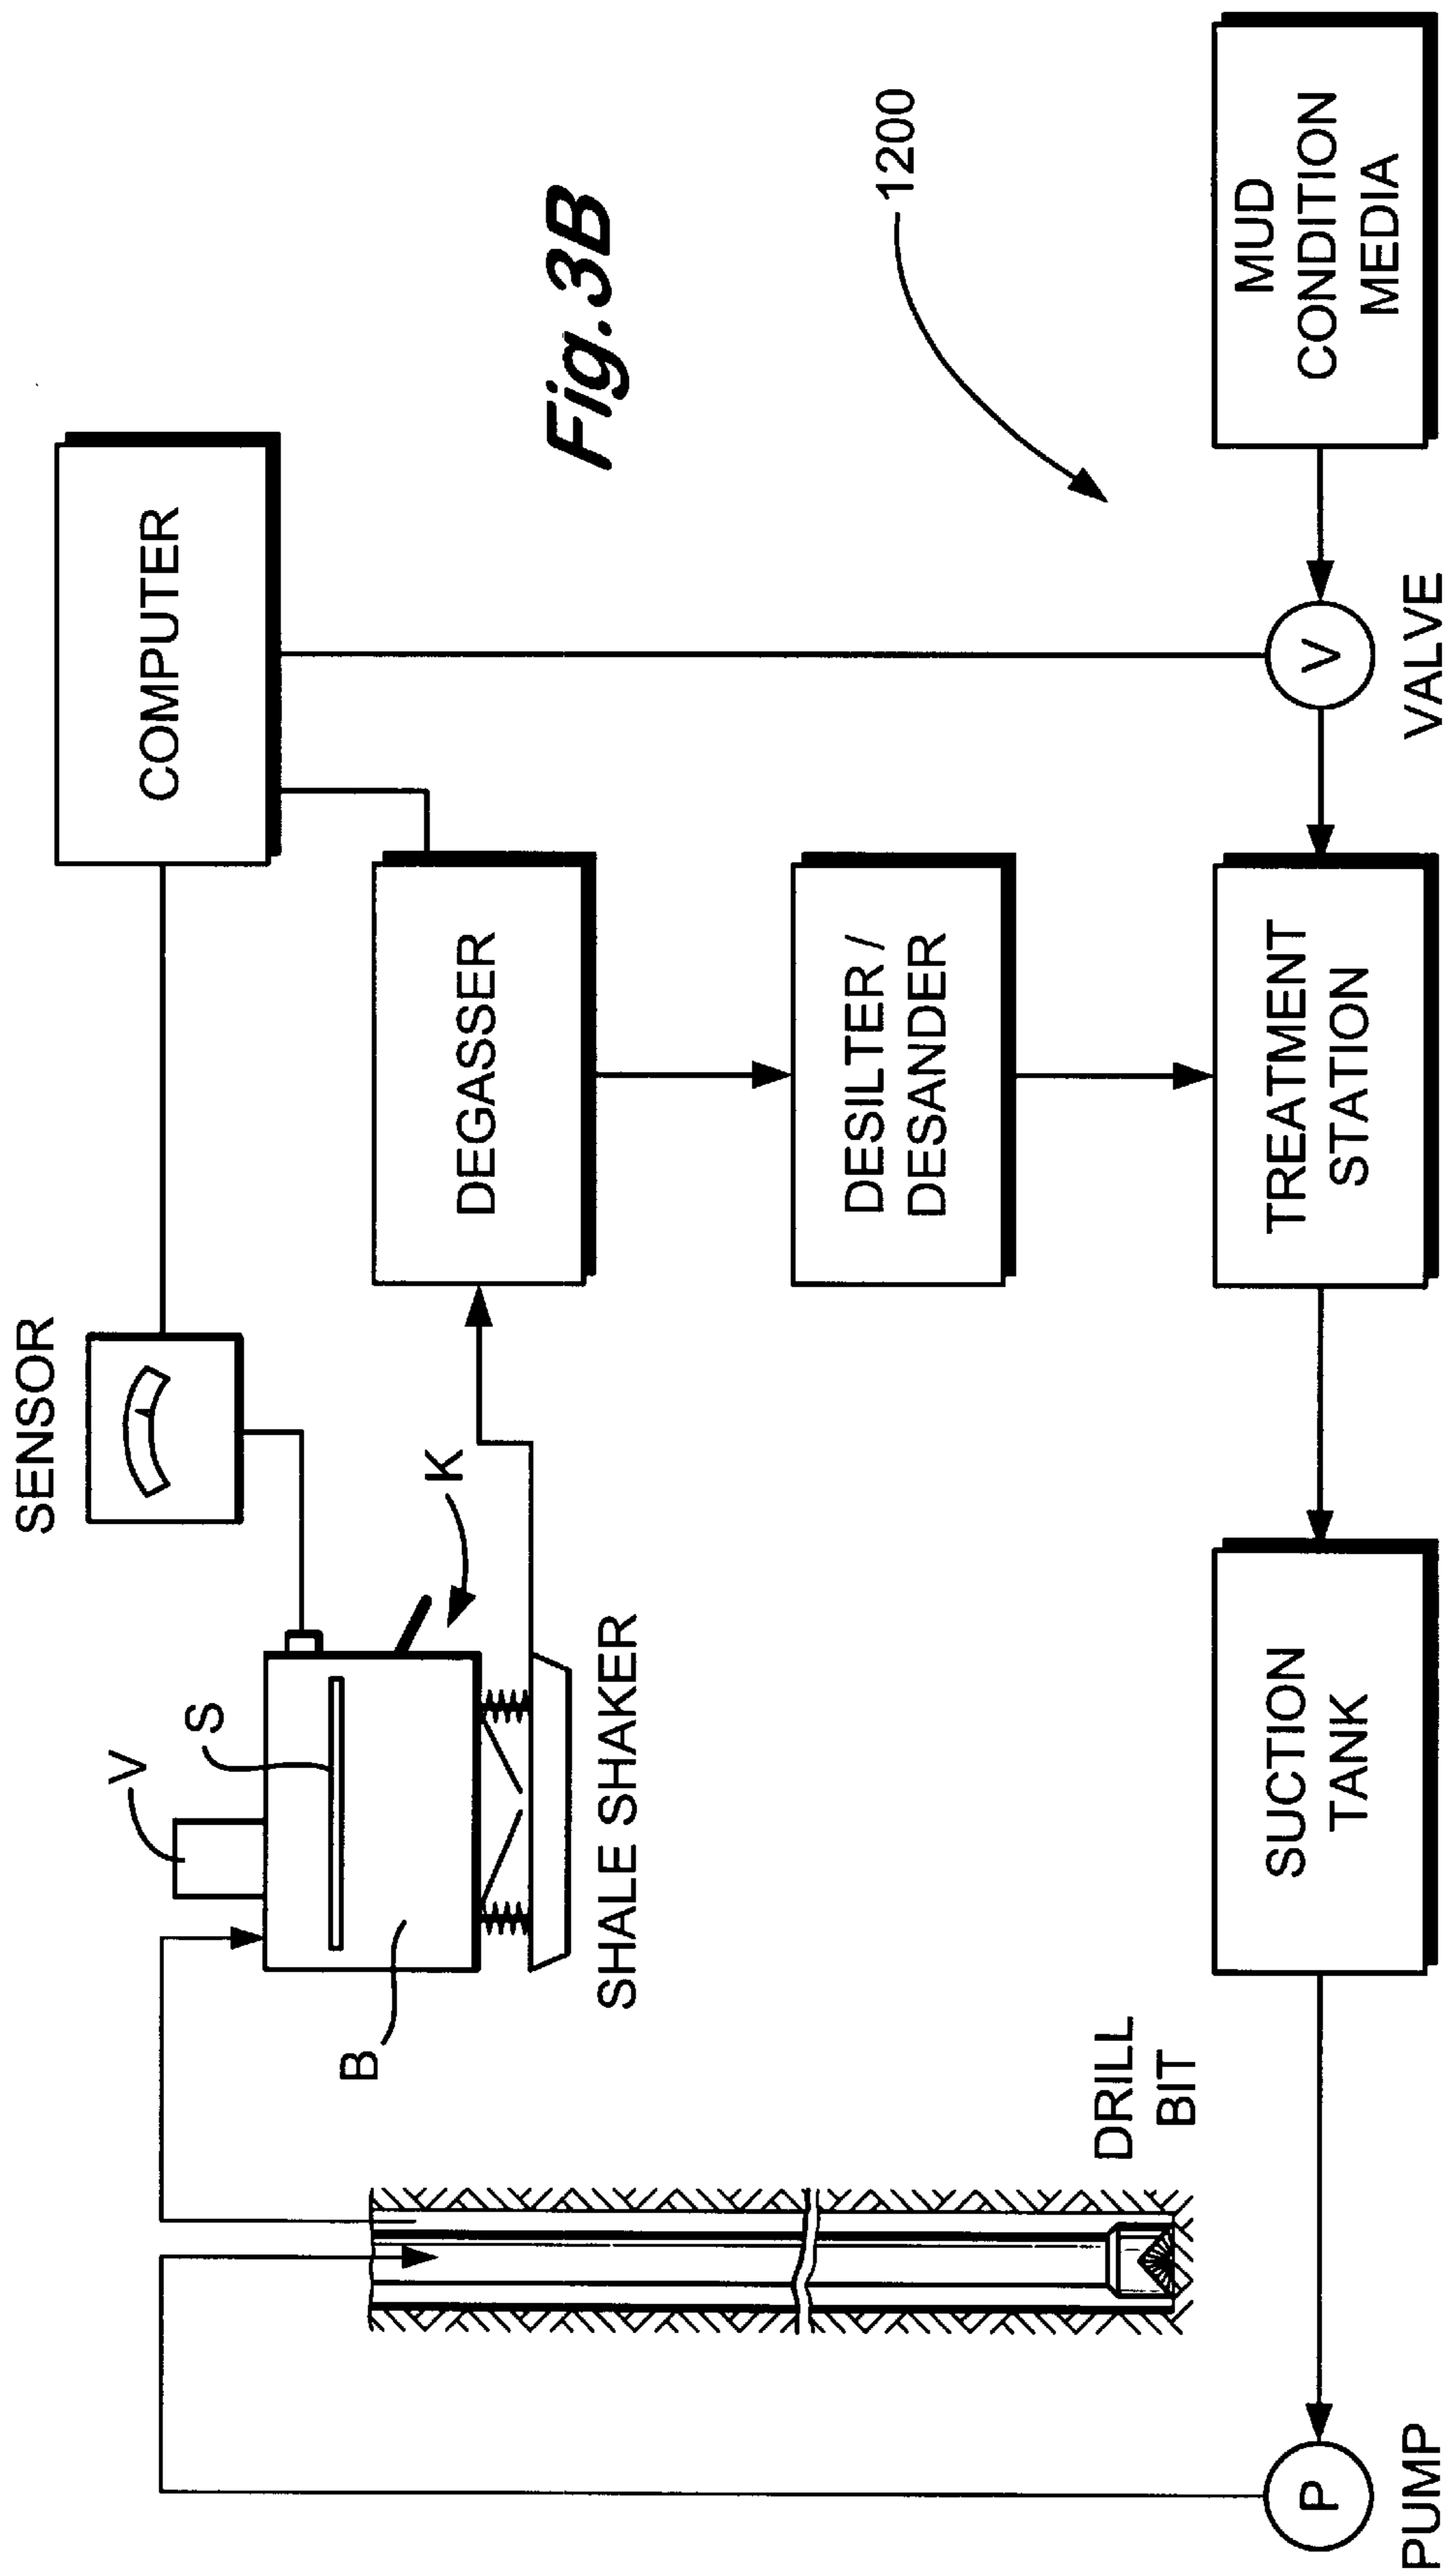 SENSOR
COMPUTER
V
S
B
K
SHALE SHAKER
DEGASSER
Fig.3B
DESILTER /
DESANDER
1200
DRILL
BIT
P
PUMP
SUCTION
TANK
TREATMENT
STATION
V
VALVE
MUD
CONDITION
MEDIA